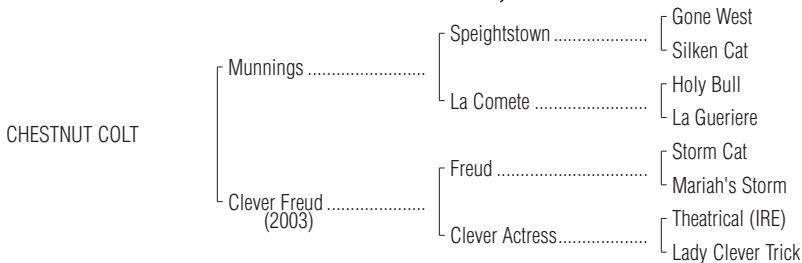 Gone West
Speightstown ....................
Silken Cat
Munnings .........................
Holy Bull
La Comete ........................
La Gueriere
CHESTNUT COLT
Storm Cat
Freud ................................
Mariah's Storm
Clever Freud .....................
(2003)
Theatrical (IRE)
Clever Actress...................
Lady Clever Trick